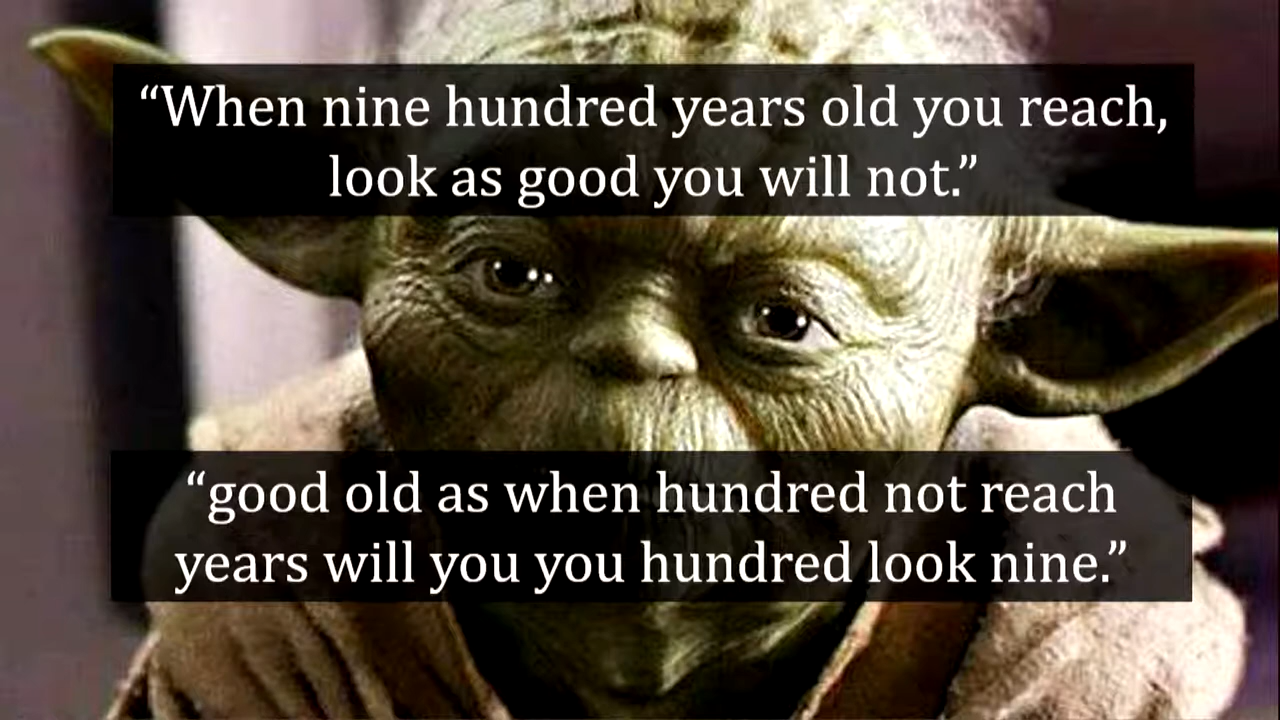 “When nine hundred years old you reach,
look as good you will not.”
“good old as when hundred not reach
years will you you hundred look nine.”